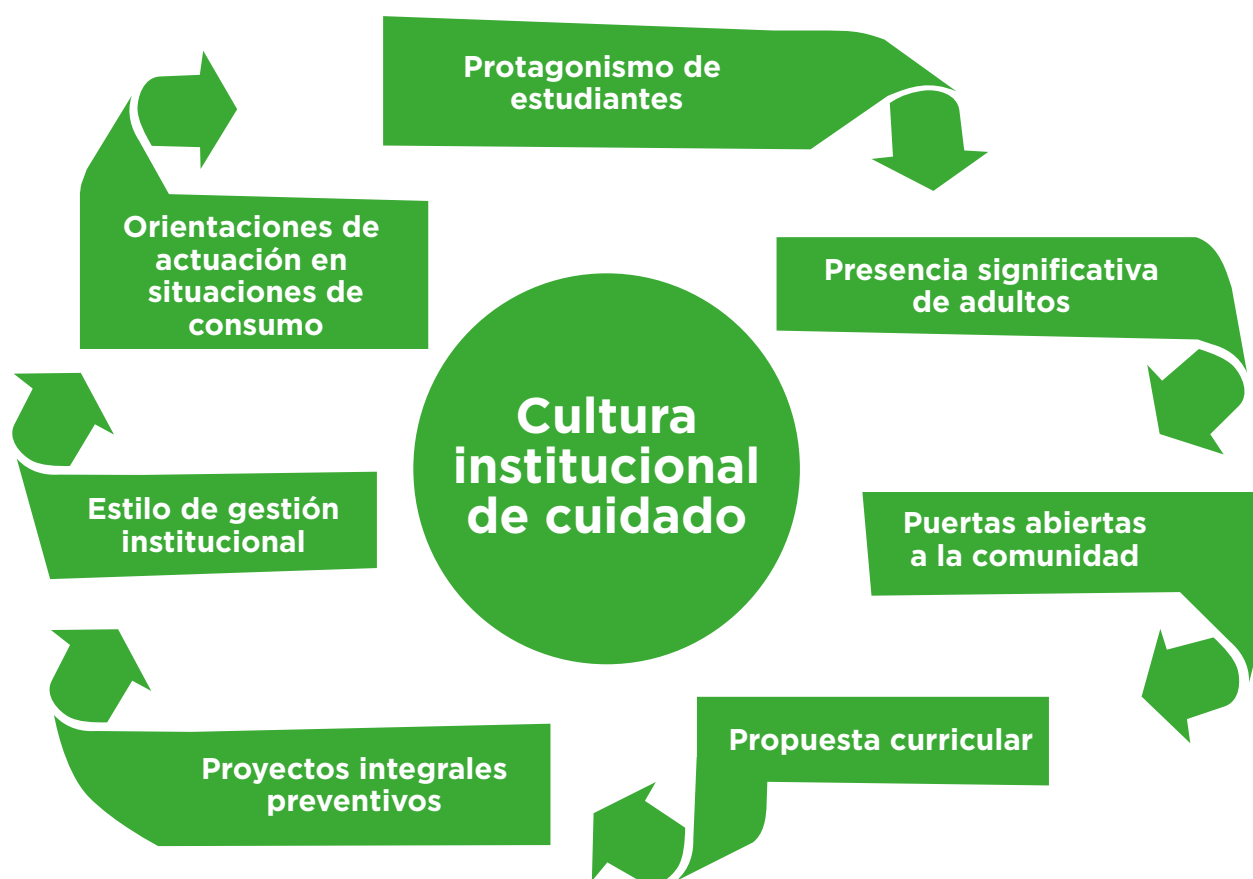 Protagonismo de
estudiantes
Presencia significativa
de adultos
Puertas abiertas
a la comunidad
Propuesta curricular
Proyectos integrales
preventivos
Estilo de gestión
institucional
Orientaciones de
actuación en
situaciones de
consumo
Cultura
institucional
de cuidado